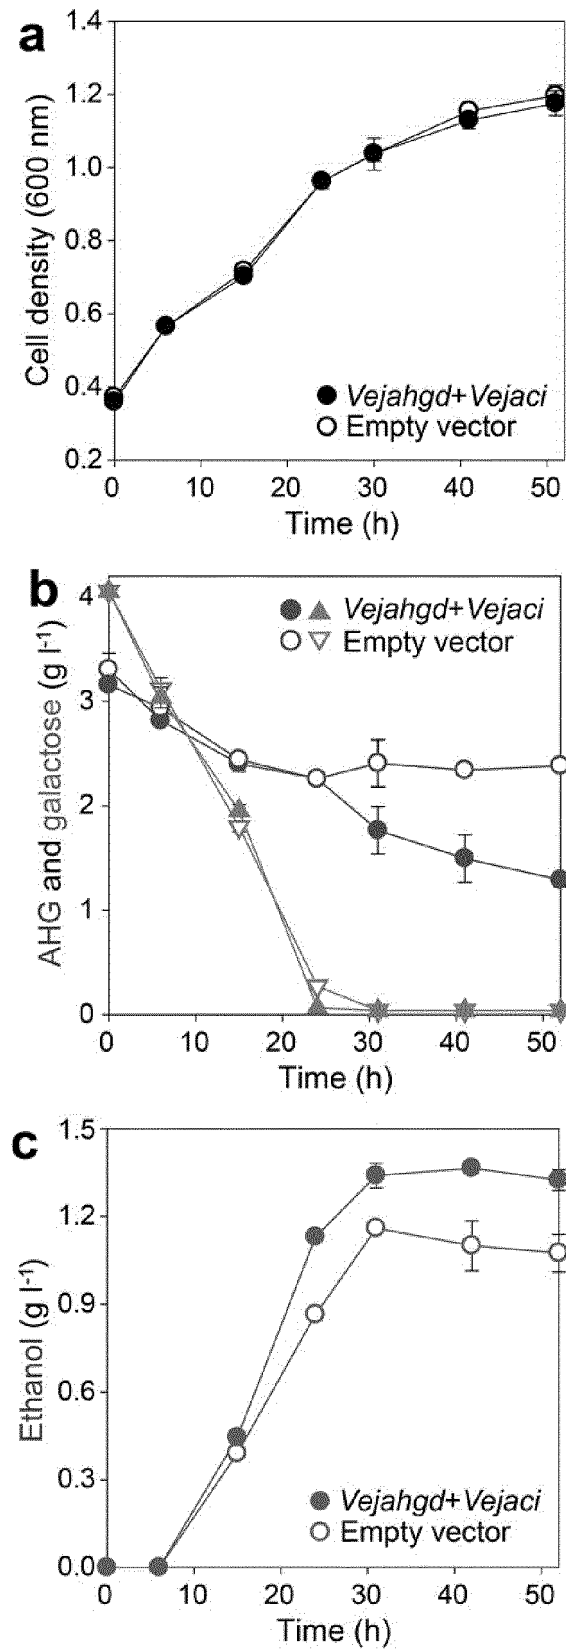 a
1.4
1.2
1.0
0.8
0.6
0.4
0.2
Cell density (600 nm)
Vejahgd+Vejaci
Empty vector
0 10 20 30 40 50
Time (h)
b
4
3
2
1
0
AHG and galactose (g l-1)
Vejahgd+Vejaci
Empty vector
0 10 20 30 40 50
Time (h)
c
1.5
1.2
0.9
0.6
0.3
0.0
Ethanol (g l-1)
Vejahgd+Vejaci
Empty vector
0 10 20 30 40 50
Time (h)